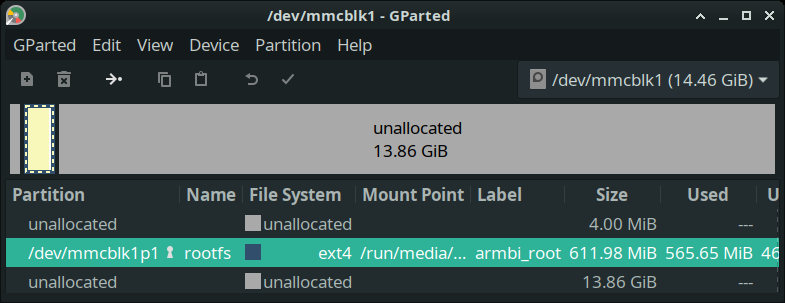 /dev/mmcblk1 - GParted
GParted Edit View Device Partition Help
/dev/mmcblk1 (14.46 GiB)
unallocated
13.86 GiB
Partition Name File System Mount Point Label Size Used U
unallocated unallocated 4.00 MiB ---
/dev/mmcblk1p1 rootfs ext4 /run/media/... armbi_root 611.98 MiB 565.65 MiB 46
unallocated unallocated 13.86 GiB ---